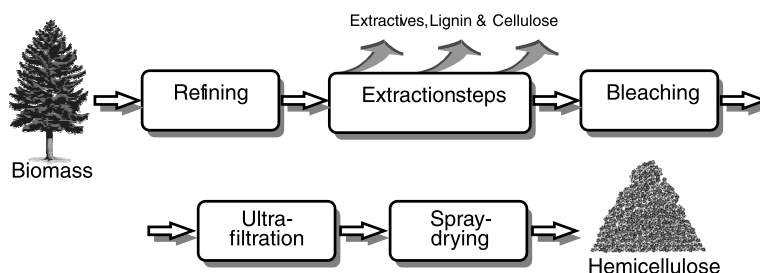 Extractives, Lignin & Cellulose
Refining
Extractionsteps
Bleaching
Biomass
Ultra-
filtration
Spray-
drying
Hemicellulose